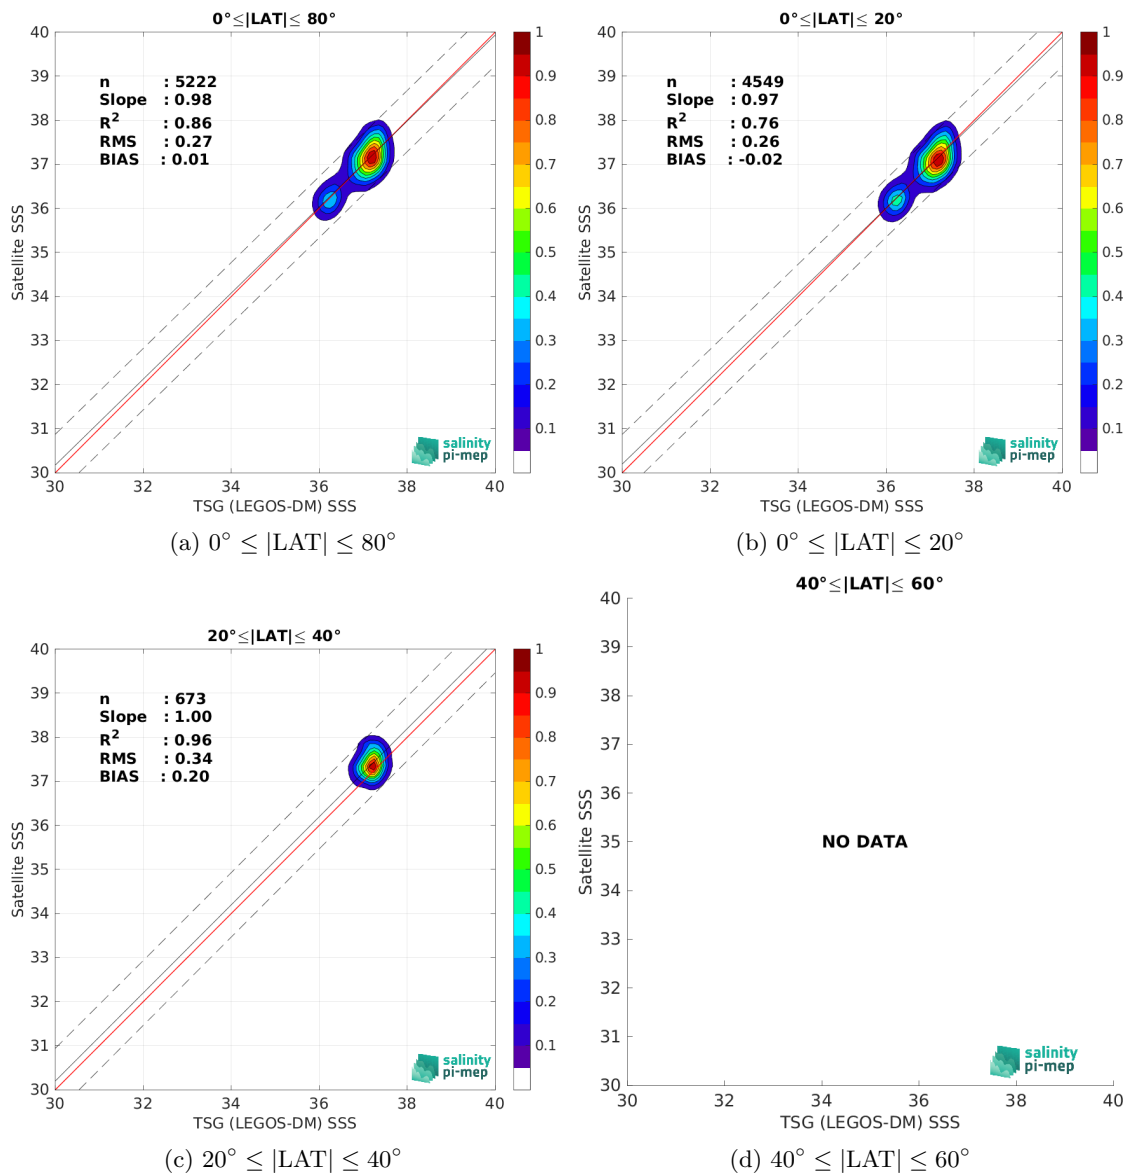 0°≤|LAT|≤ 80°
n : 5222
Slope : 0.98
R² : 0.86
RMS : 0.27
BIAS : 0.01
Satellite SSS
40
39
38
37
36
35
34
33
32
31
30
30 32 34 36 38 40
TSG (LEGOS-DM) SSS
1
0.9
0.8
0.7
0.6
0.5
0.4
0.3
0.2
0.1
salinity
pi-mep
(a) 0° ≤ |LAT| ≤ 80°
0°≤|LAT|≤ 20°
n : 4549
Slope : 0.97
R² : 0.76
RMS : 0.26
BIAS : -0.02
Satellite SSS
40
39
38
37
36
35
34
33
32
31
30
30 32 34 36 38 40
TSG (LEGOS-DM) SSS
1
0.9
0.8
0.7
0.6
0.5
0.4
0.3
0.2
0.1
salinity
pi-mep
(b) 0° ≤ |LAT| ≤ 20°
20°≤|LAT|≤ 40°
n : 673
Slope : 1.00
R² : 0.96
RMS : 0.34
BIAS : 0.20
Satellite SSS
40
39
38
37
36
35
34
33
32
31
30
30 32 34 36 38 40
TSG (LEGOS-DM) SSS
1
0.9
0.8
0.7
0.6
0.5
0.4
0.3
0.2
0.1
salinity
pi-mep
(c) 20° ≤ |LAT| ≤ 40°
40°≤|LAT|≤ 60°
Satellite SSS
40
39
38
37
36
35
34
33
32
31
30
NO DATA
30 32 34 36 38 40
TSG (LEGOS-DM) SSS
salinity
pi-mep
(d) 40° ≤ |LAT| ≤ 60°